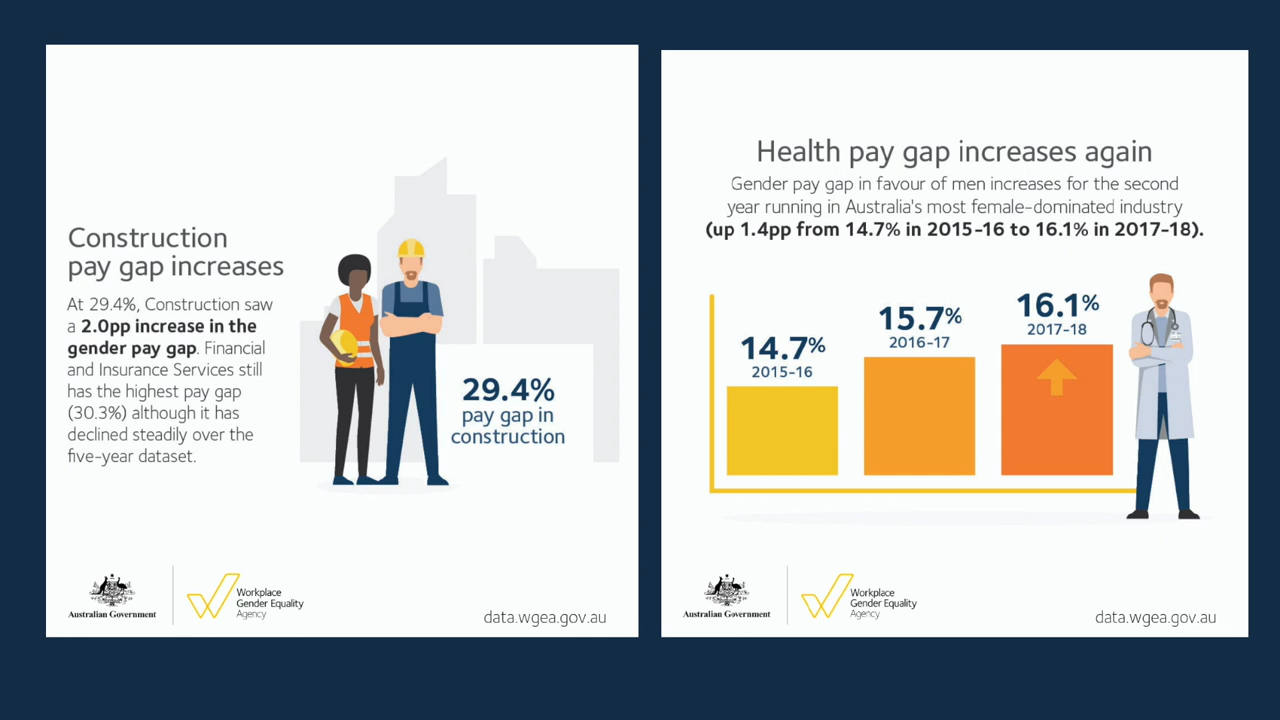 Construction
pay gap increases
At 29.4%, Construction saw
a 2.0pp increase in the
gender pay gap. Financial
and Insurance Services still
has the highest pay gap
(30.3%) although it has
declined steadily over the
five-year dataset.
29.4%
pay gap in
construction
Australian Government
Workplace
Gender Equality
Agency
data.wgea.gov.au
Health pay gap increases again
Gender pay gap in favour of men increases for the second
year running in Australia's most female-dominated industry
(up 1.4pp from 14.7% in 2015-16 to 16.1% in 2017-18).
14.7%
2015-16
15.7%
2016-17
16.1%
2017-18
Australian Government
Workplace
Gender Equality
Agency
data.wgea.gov.au